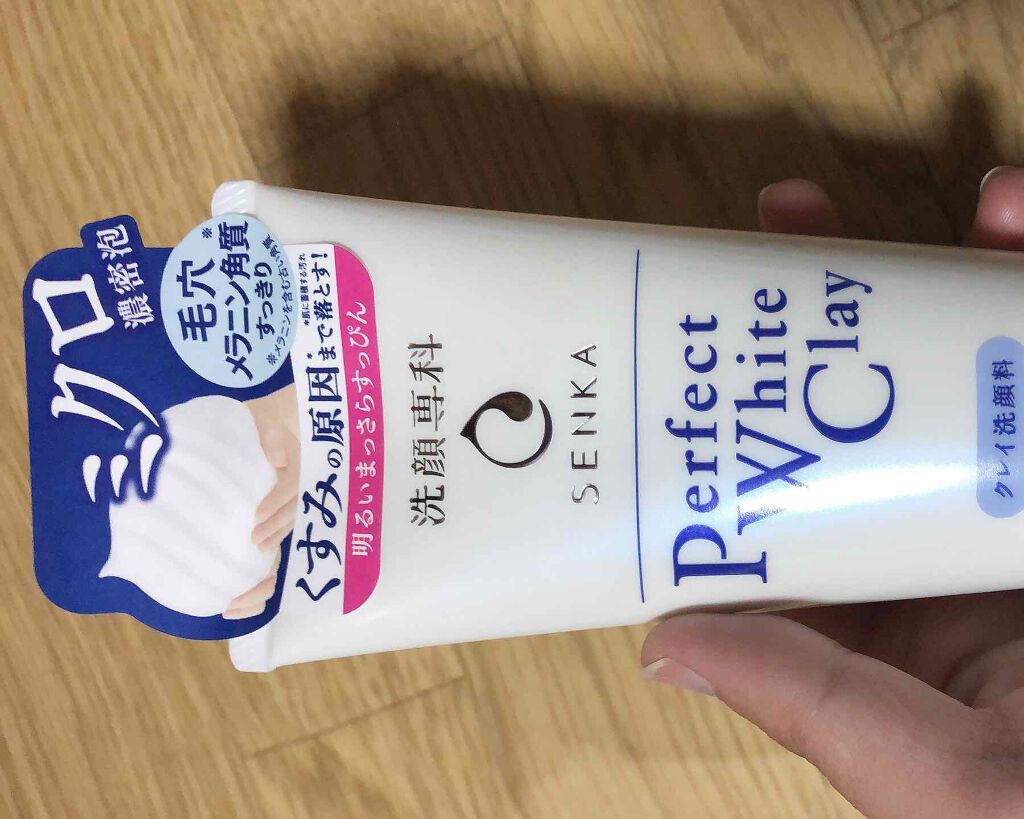 ミクロ
濃密泡
毛穴
メラニン角質※
すっきり
※メラニンを含む古い角質
くすみの原因*まで落とす!
*肌に蓄積する汚れ
明るいまっさらすっぴん
洗顔専科
SENKA
Perfect
White
Clay
クレイ洗顔料